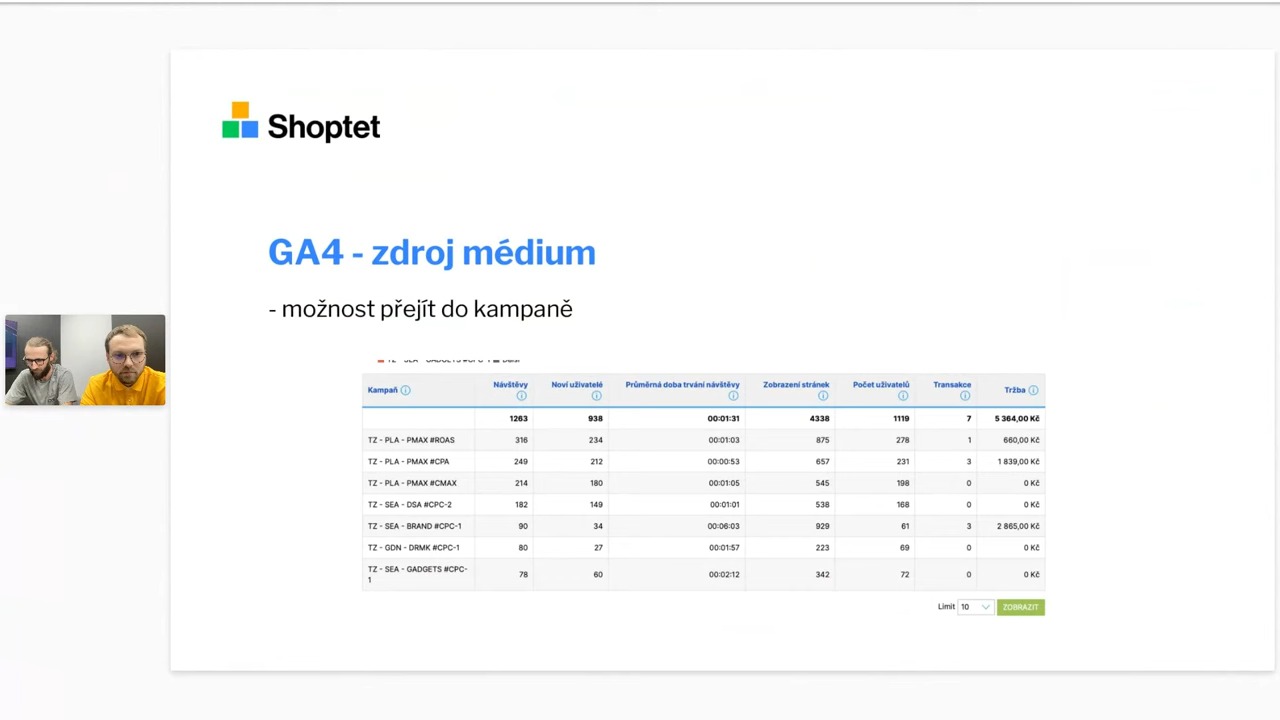 Shoptet
GA4 - zdroj médium
- možnost přejít do kampaně
TZ - SEA - GADGETS #CPC-1 Další
Kampaň Návštěvy Noví uživatelé Průměrná doba trvání návštěvy Zobrazení stránek Počet uživatelů Transakce Tržba
1263 938 00:01:31 4338 1119 7 5 364,00 Kč
TZ - PLA - PMAX #ROAS 316 234 00:01:03 875 278 1 660,00 Kč
TZ - PLA - PMAX #CPA 249 212 00:00:53 657 231 3 1 839,00 Kč
TZ - PLA - PMAX #CMAX 214 180 00:01:05 545 198 0 0 Kč
TZ - SEA - DSA #CPC-2 182 149 00:01:01 538 168 0 0 Kč
TZ - SEA - BRAND #CPC-1 90 34 00:06:03 929 61 3 2 865,00 Kč
TZ - GDN - DRMK #CPC-1 80 27 00:01:57 223 69 0 0 Kč
TZ - SEA - GADGETS #CPC-
1 78 60 00:02:12 342 72 0 0 Kč
Limit 10 ZOBRAZIT